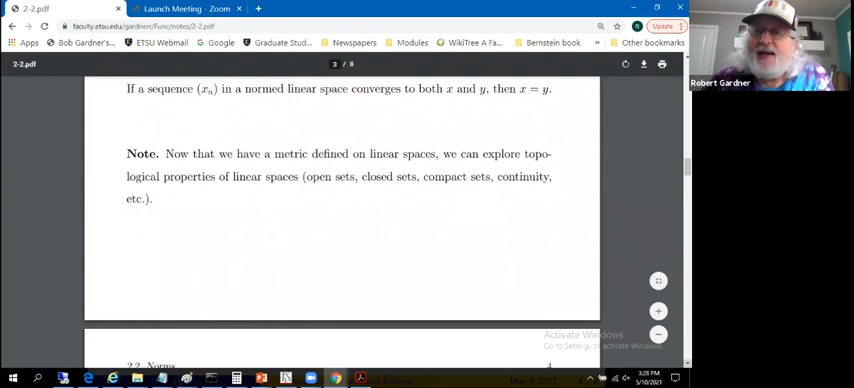 2-2.pdf
Launch Meeting - Zoom
faculty.etsu.edu/gardnerr/Func/notes/2-2.pdf
Update
Apps
Bob Gardner's...
ETSU Webmail
Google
Graduate Stud...
Newspapers
Modules
WikiTree A Fa...
Bernstein book
»
Other bookmarks
2-2.pdf
3 / 8
Robert Gardner
If a sequence (xₙ) in a normed linear space converges to both x and y, then x = y.
Note. Now that we have a metric defined on linear spaces, we can explore topo-
logical properties of linear spaces (open sets, closed sets, compact sets, continuity,
etc.).
Activate Windows
Go to Settings to activate Windows.
2.2. Norms
4
3:28 PM
5/10/2021